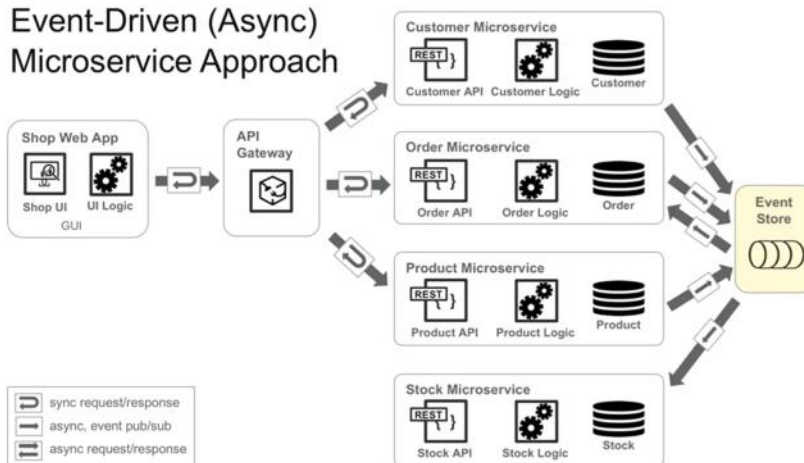 Event-Driven (Async)
Microservice Approach
Shop Web App
Shop UI
UI Logic
GUI
API
Gateway
Customer Microservice
REST
Customer API
Customer Logic
Customer
Order Microservice
REST
Order API
Order Logic
Order
Product Microservice
REST
Product API
Product Logic
Product
Stock Microservice
REST
Stock API
Stock Logic
Stock
Event
Store
sync request/response
async, event pub/sub
async request/response